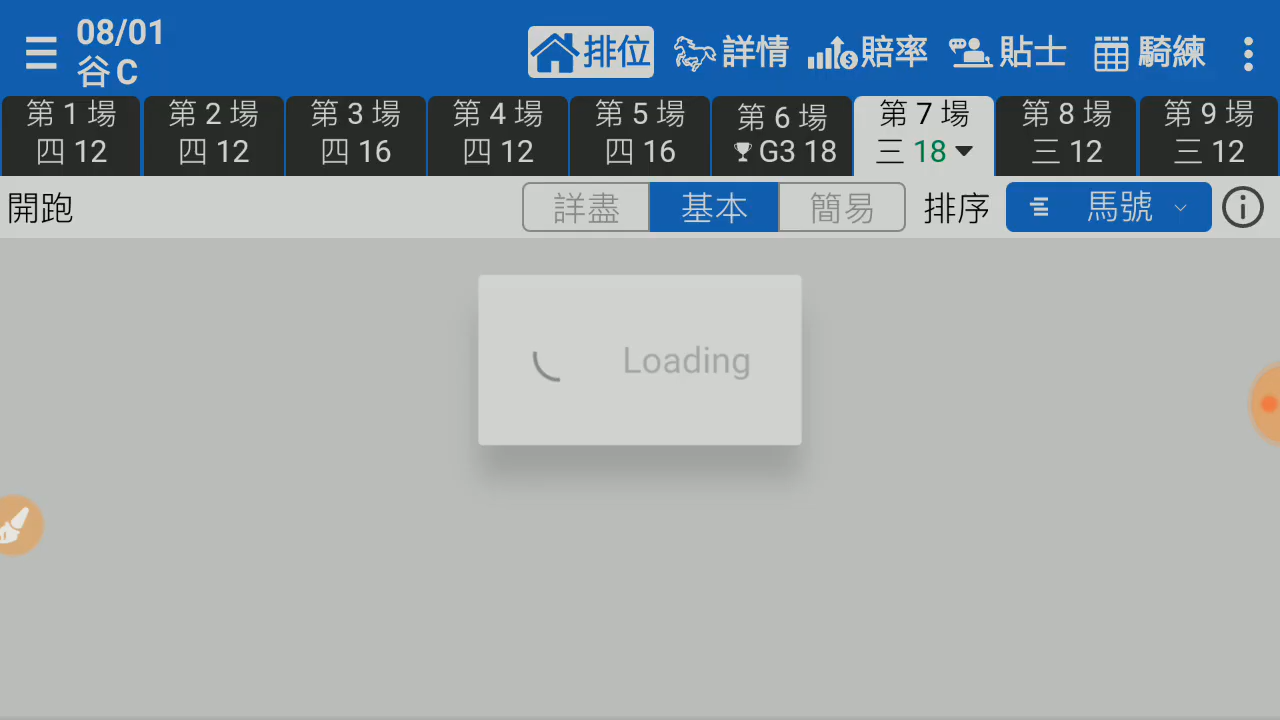 08/01
谷 C
排位
詳情
賠率
貼士
騎練
第 1 場
四 12
第 2 場
四 12
第 3 場
四 16
第 4 場
四 12
第 5 場
四 16
第 6 場
G3 18
第 7 場
三 18
第 8 場
三 12
第 9 場
三 12
開跑
詳盡
基本
簡易
排序
馬號
Loading